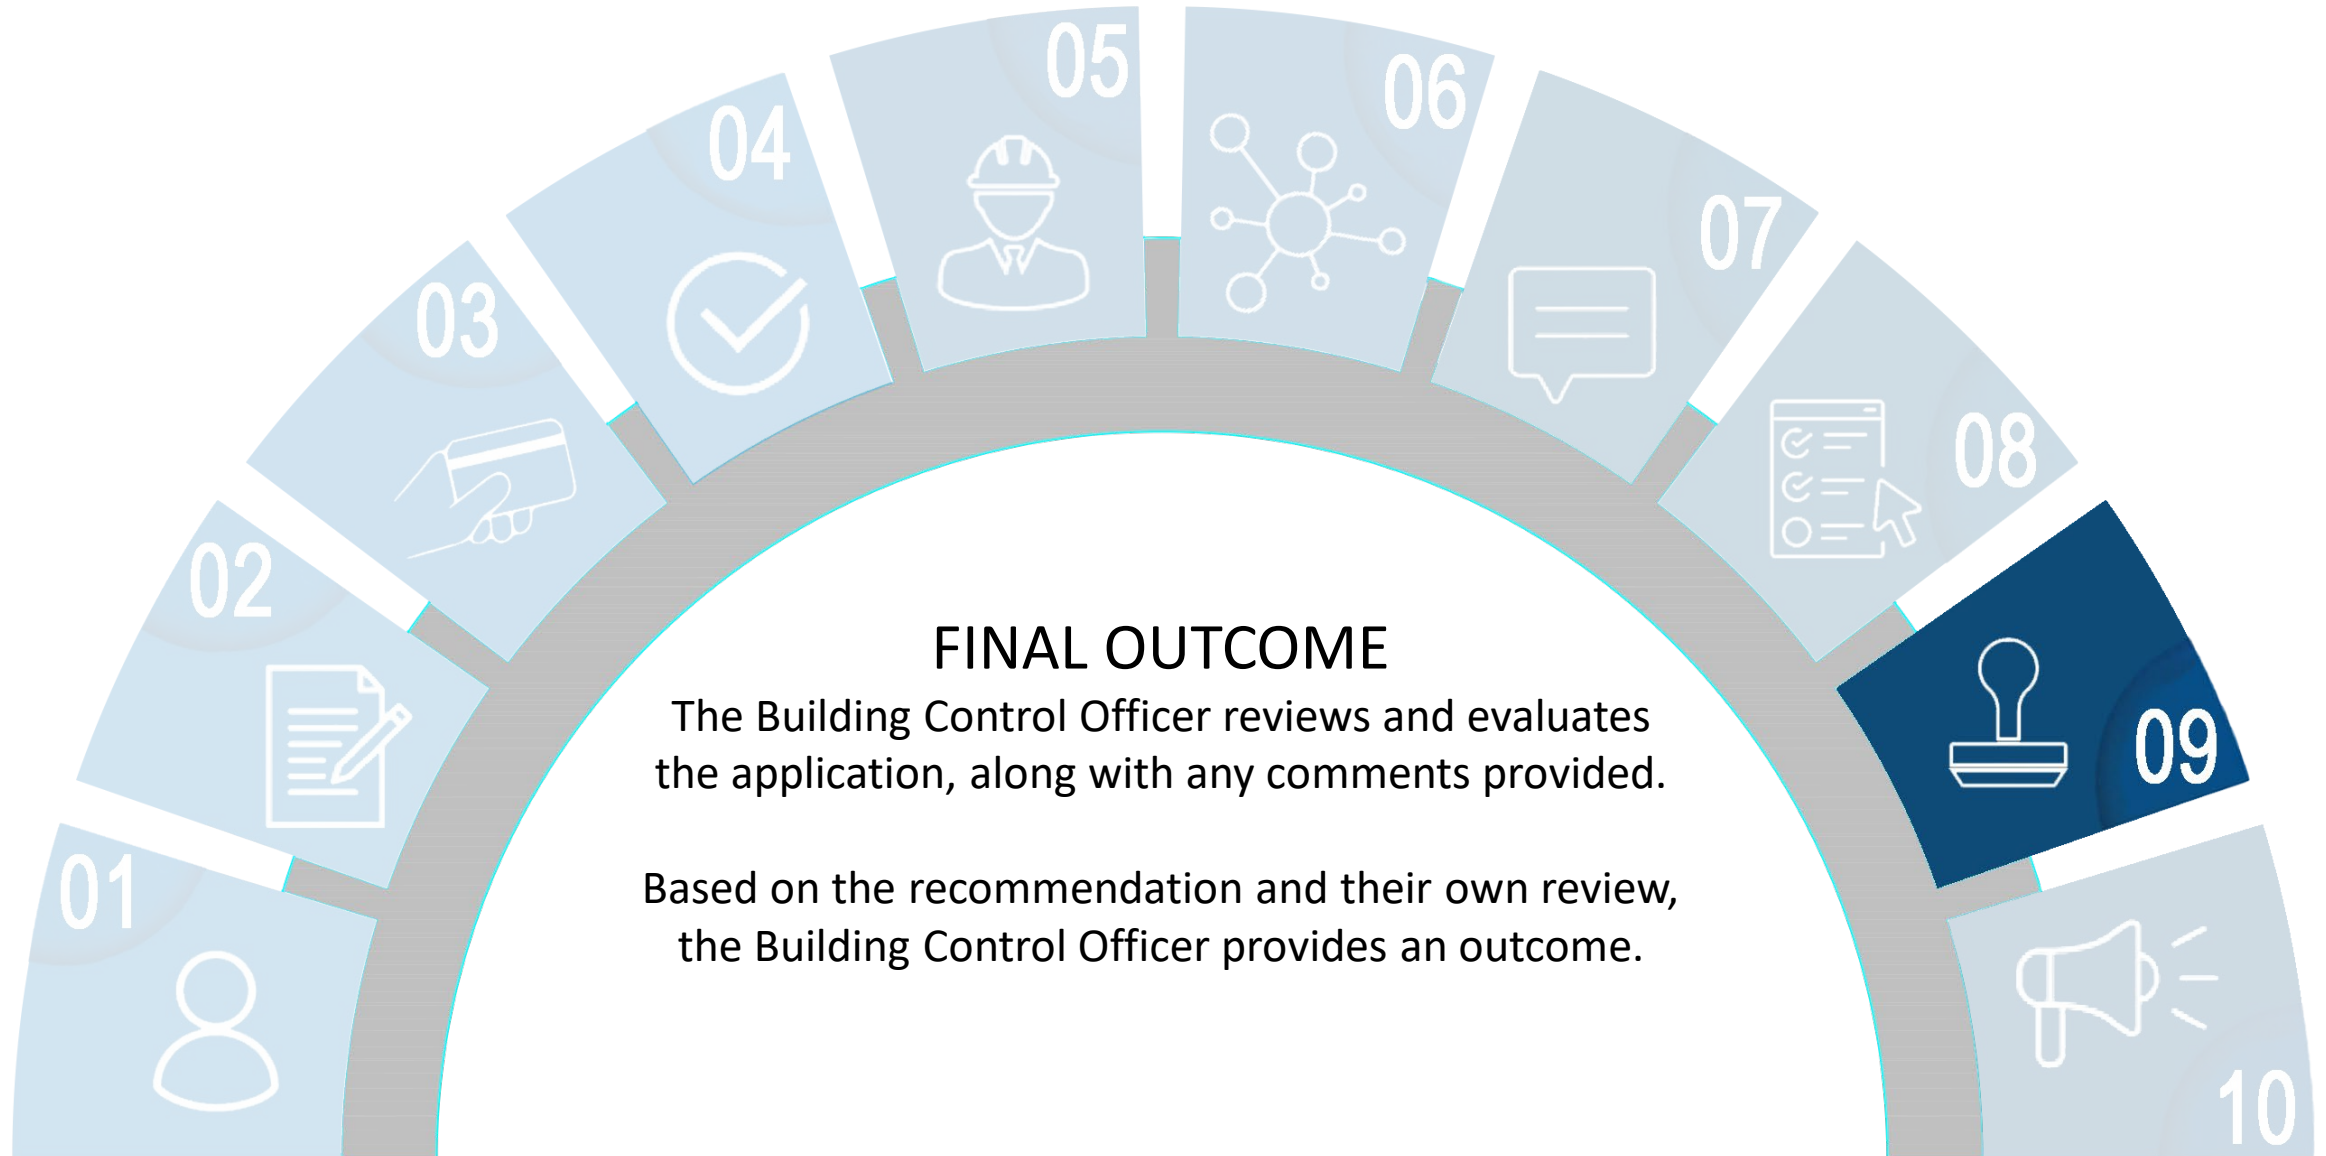 01
02
03
04
05
06
07
08
09
10
FINAL OUTCOME
The Building Control Officer reviews and evaluates
the application, along with any comments provided.
Based on the recommendation and their own review,
the Building Control Officer provides an outcome.